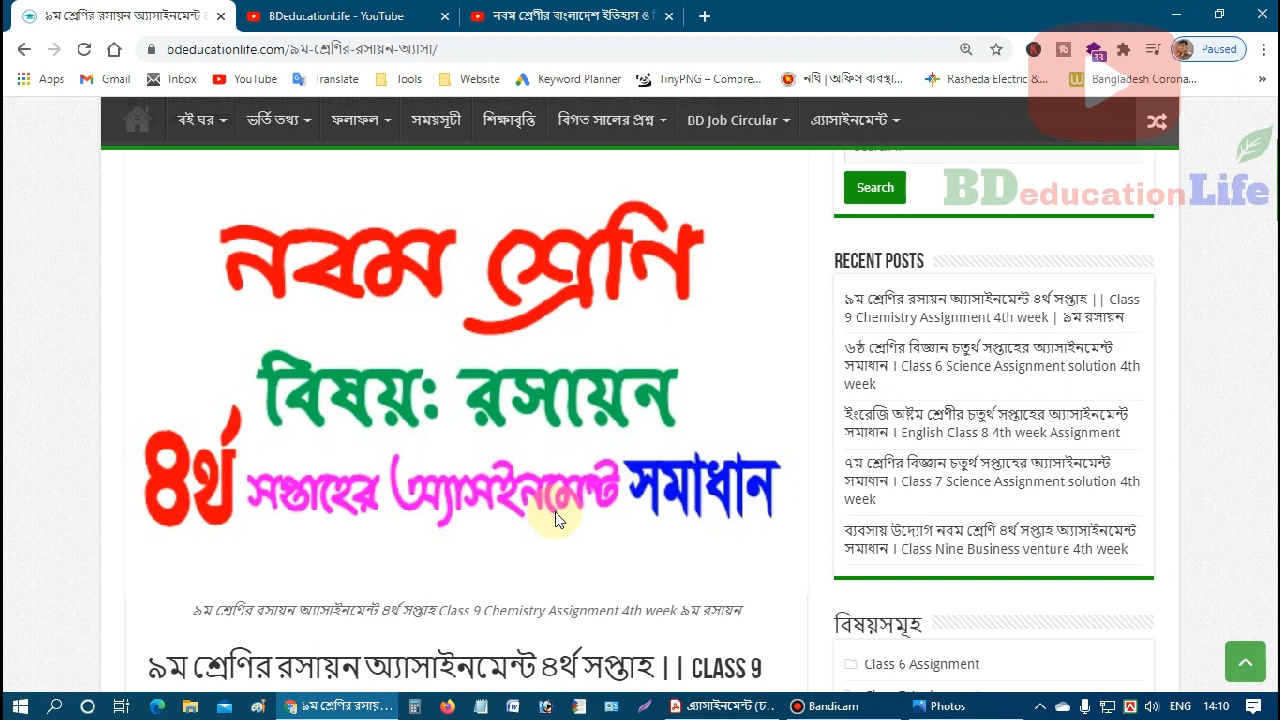 ৯ম শ্রেণির রসায়ন অ্যাসাইনমেন্ট ৪
BDeducationLife - YouTube
নবম শ্রেণীর বাংলাদেশ ইতিহাস ও
bdeducationlife.com/৯ম-শ্রেণির-রসায়ন-অ্যাসা/
Paused
Apps
Gmail
Inbox
YouTube
Translate
Tools
Website
Keyword Planner
TinyPNG – Compre...
নথি | অফিস ব্যবস্থা...
Rasheda Electric &...
Bangladesh Corona...
বই ঘর
ভর্তি তথ্য
ফলাফল
সময়সূচী
শিক্ষাবৃত্তি
বিগত সালের প্রশ্ন
BD Job Circular
এ্যাসাইনমেন্ট
Search
BDeducationLife
নবম শ্রেণি
বিষয়: রসায়ন
৪র্থ সপ্তাহের অ্যাসইনমেন্ট সমাধান
৯ম শ্রেণির রসায়ন অ্যাসাইনমেন্ট ৪র্থ সপ্তাহ Class 9 Chemistry Assignment 4th week ৯ম রসায়ন
৯ম শ্রেণির রসায়ন অ্যাসাইনমেন্ট ৪র্থ সপ্তাহ || CLASS 9
RECENT POSTS
৯ম শ্রেণির রসায়ন অ্যাসাইনমেন্ট ৪র্থ সপ্তাহ || Class
9 Chemistry Assignment 4th week | ৯ম রসায়ন
৬ষ্ঠ শ্রেণির বিজ্ঞান চতুর্থ সপ্তাহের অ্যাসাইনমেন্ট
সমাধান । Class 6 Science Assignment solution 4th
week
ইংরেজি অষ্টম শ্রেণীর চতুর্থ সপ্তাহের অ্যাসাইনমেন্ট
সমাধান । English Class 8 4th week Assignment
৭ম শ্রেণির বিজ্ঞান চতুর্থ সপ্তাহের অ্যাসাইনমেন্ট
সমাধান । Class 7 Science Assignment solution 4th
week
ব্যবসায় উদ্যোগ নবম শ্রেণি ৪র্থ সপ্তাহ অ্যাসাইনমেন্ট
সমাধান । Class Nine Business venture 4th week
বিষয়সমূহ
Class 6 Assignment
৯ম শ্রেণির রসায়...
এ্যাসাইনমেন্ট (চ...
Bandicam
Photos
ENG
14:10